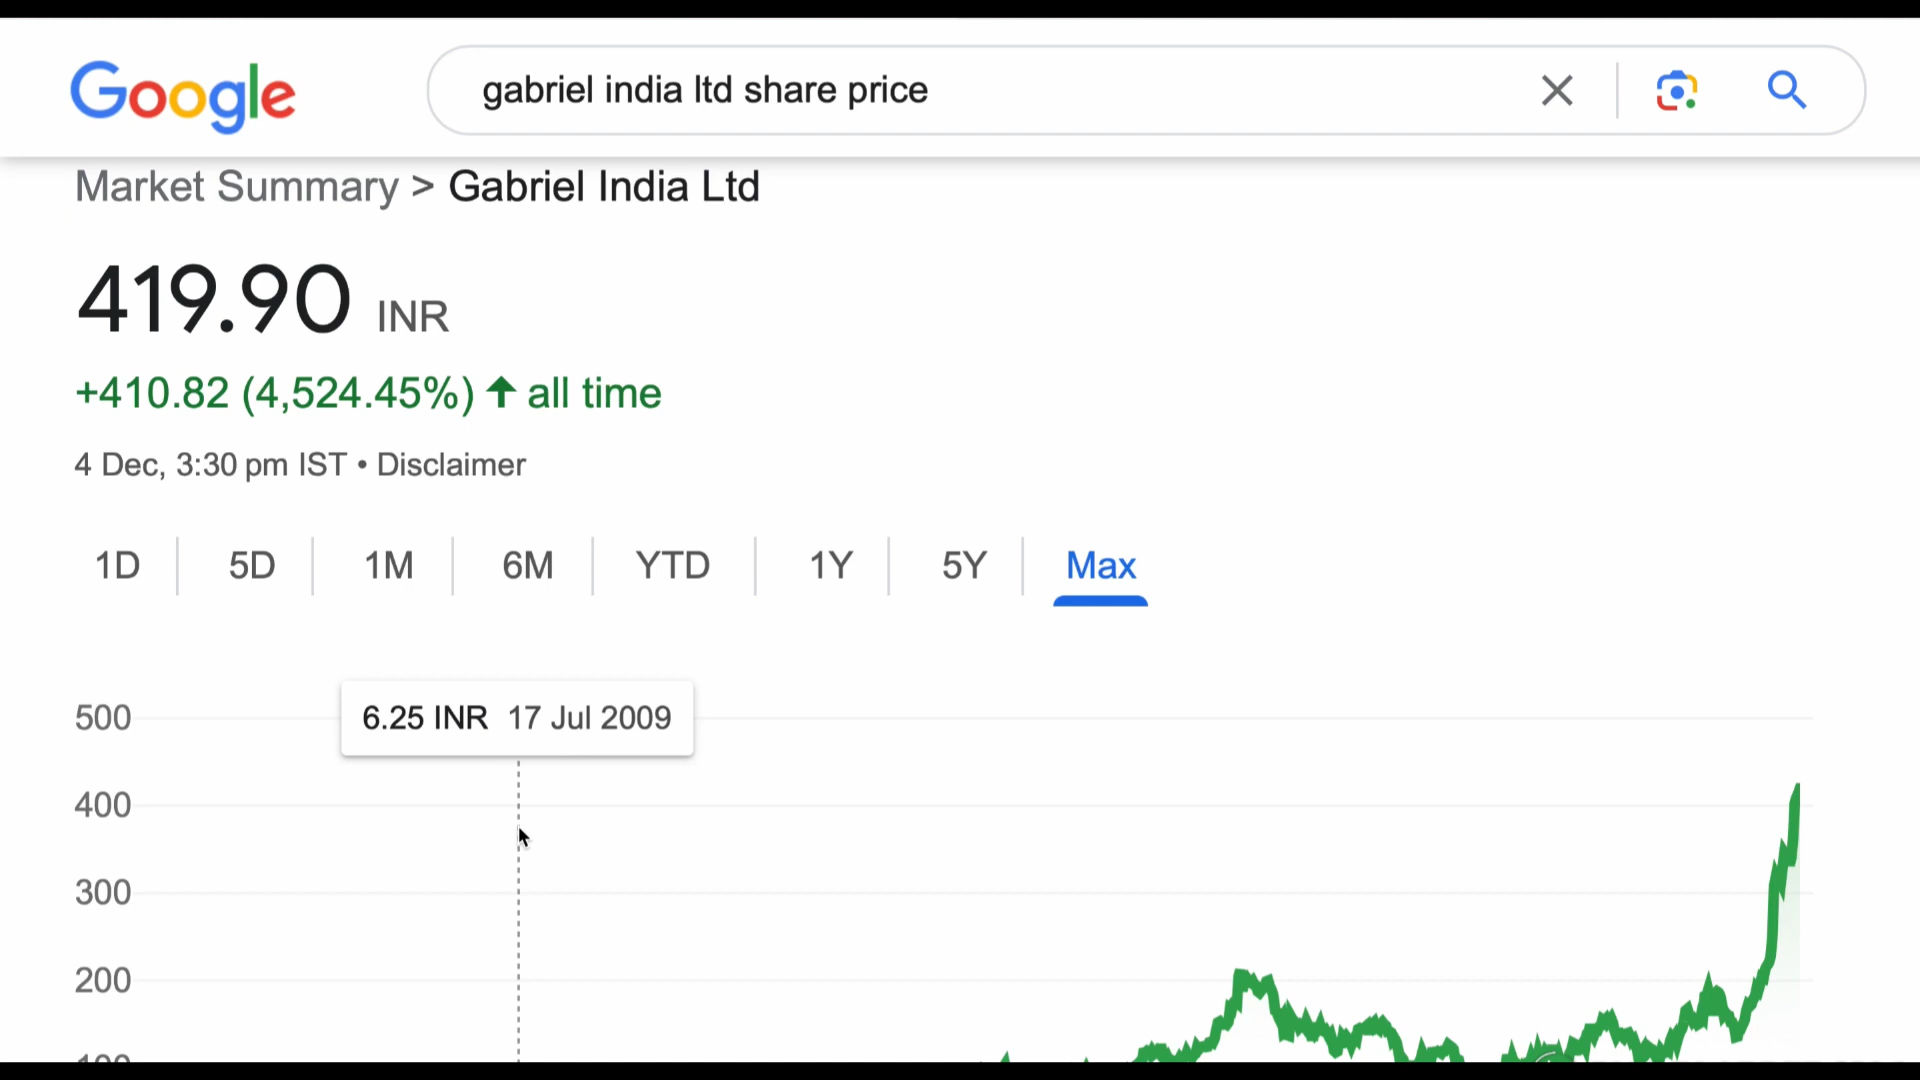 Google
gabriel india ltd share price
Market Summary > Gabriel India Ltd
419.90 INR
+410.82 (4,524.45%) ↑ all time
4 Dec, 3:30 pm IST • Disclaimer
1D 5D 1M 6M YTD 1Y 5Y Max
6.25 INR 17 Jul 2009
500
400
300
200
100